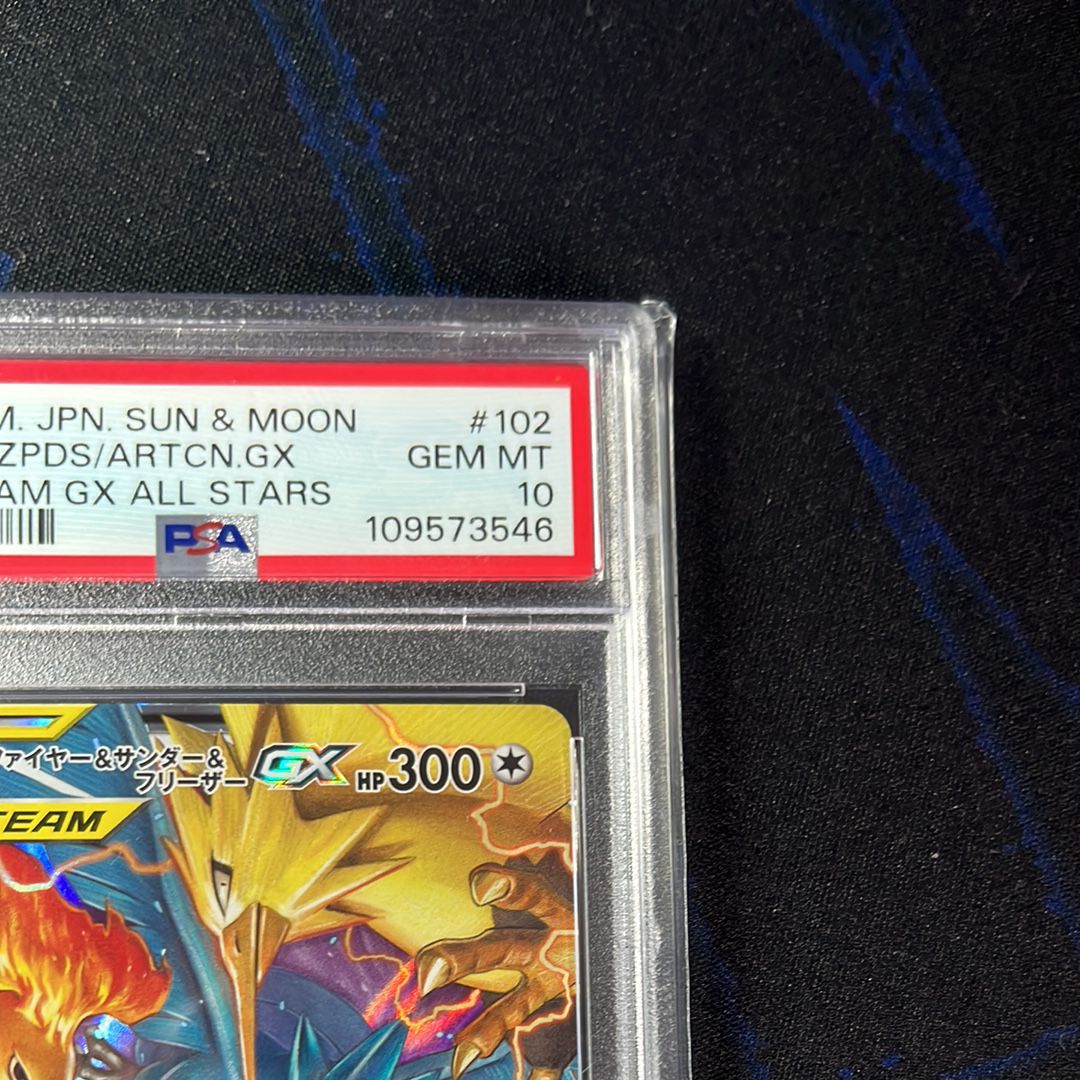 M. JPN. SUN & MOON #102
ZPDS/ARTCN.GX GEM MT
AM GX ALL STARS 10
PSA 109573546
ァイヤー&サンダー&
フリーザー GX HP300
TEAM